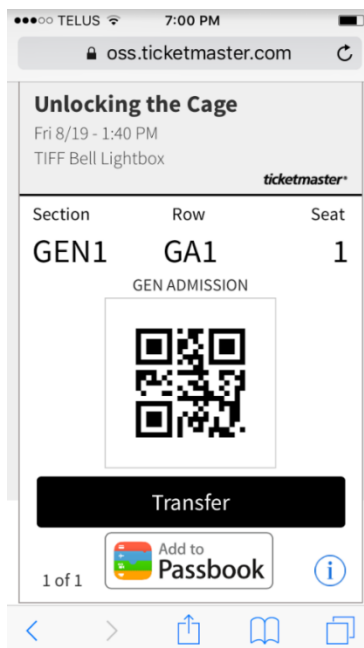 TELUS 7:00 PM
oss.ticketmaster.com
Unlocking the Cage
Fri 8/19 - 1:40 PM
TIFF Bell Lightbox
ticketmaster®
Section Row Seat
GEN1 GA1 1
GEN ADMISSION
Transfer
Add to
Passbook
1 of 1
i